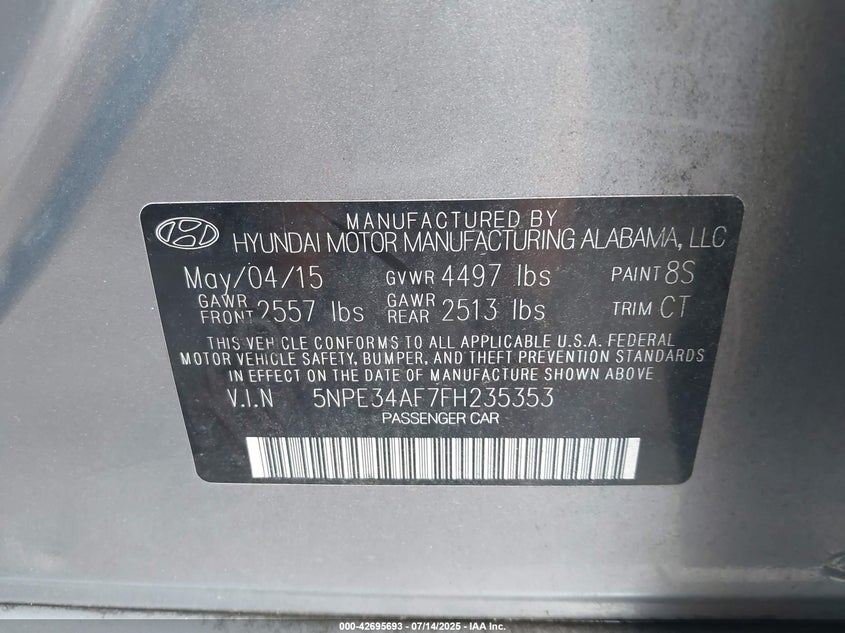 MANUFACTURED BY
HYUNDAI MOTOR MANUFACTURING ALABAMA, LLC
May/04/15 GVWR 4497 lbs PAINT 8S
GAWR FRONT 2557 lbs GAWR REAR 2513 lbs TRIM CT
THIS VEHICLE CONFORMS TO ALL APPLICABLE U.S.A. FEDERAL
MOTOR VEHICLE SAFETY, BUMPER, AND THEFT PREVENTION STANDARDS
IN EFFECT ON THE DATE OF MANUFACTURE SHOWN ABOVE
V.I.N 5NPE34AF7FH235353
PASSENGER CAR
000-42695693 - 07/14/2025 - IAA Inc.